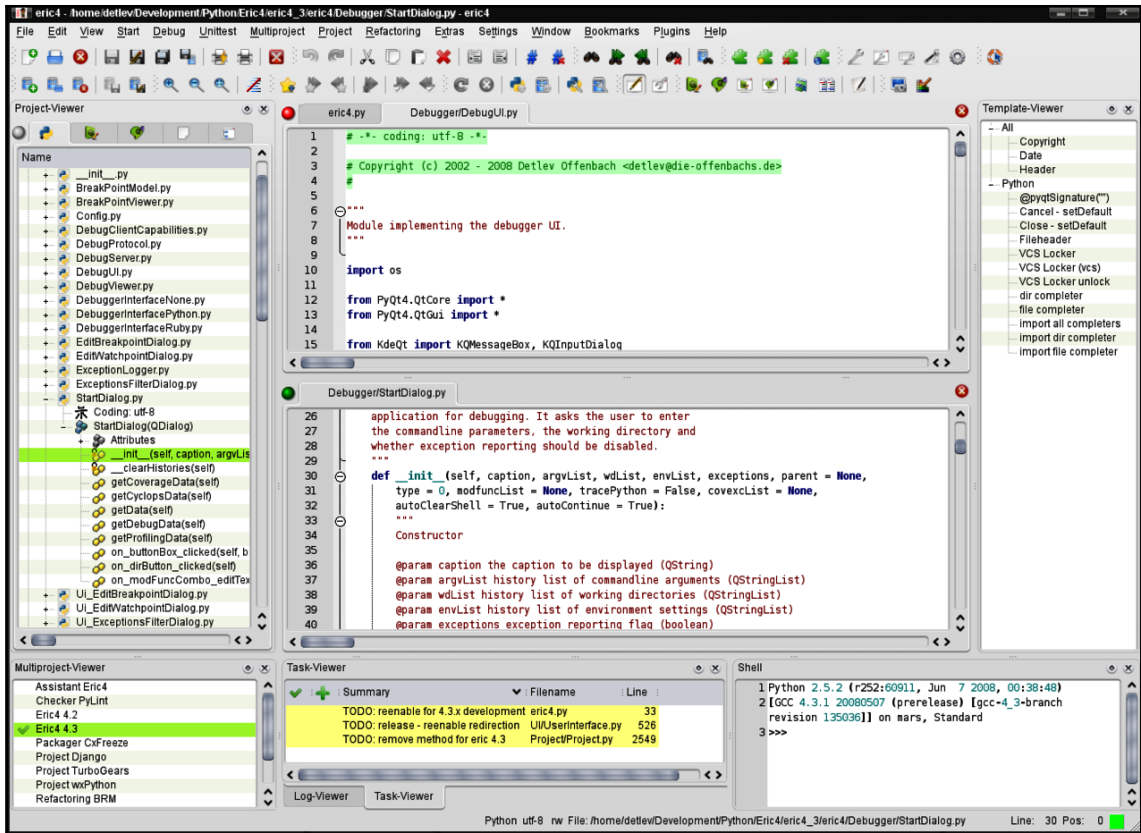 eric4 - /home/detlev/Development/Python/Eric4/eric4_3/eric4/Debugger/StartDialog.py - eric4
File Edit View Start Debug Unittest Multiproject Project Refactoring Extras Settings Window Bookmarks Plugins Help
Project-Viewer
Name
__init__.py
BreakPointModel.py
BreakPointViewer.py
Config.py
DebugClientCapabilities.py
DebugProtocol.py
DebugServer.py
DebugUI.py
DebugViewer.py
DebuggerInterfaceNone.py
DebuggerInterfacePython.py
DebuggerInterfaceRuby.py
EditBreakpointDialog.py
EditWatchpointDialog.py
ExceptionLogger.py
ExceptionsFilterDialog.py
StartDialog.py
Coding: utf-8
StartDialog(QDialog)
Attributes
__init__(self, caption, argvLis
__clearHistories(self)
getCoverageData(self)
getCyclopsData(self)
getData(self)
getDebugData(self)
getProfilingData(self)
on_buttonBox_clicked(self, b
on_dirButton_clicked(self)
on_modFuncCombo_editTex
Ui_EditBreakpointDialog.py
Ui_EditWatchpointDialog.py
Ui_ExceptionsFilterDialog.py
eric4.py Debugger/DebugUI.py
1 # -*- coding: utf-8 -*-
2
3 # Copyright (c) 2002 - 2008 Detlev Offenbach <detlev@die-offenbachs.de>
4 #
5
6 """
7 Module implementing the debugger UI.
8 """
9
10 import os
11
12 from PyQt4.QtCore import *
13 from PyQt4.QtGui import *
14
15 from KdeQt import KQMessageBox, KQInputDialog
Debugger/StartDialog.py
26 application for debugging. It asks the user to enter
27 the commandline parameters, the working directory and
28 whether exception reporting should be disabled.
29 """
30 def __init__(self, caption, argvList, wdList, envList, exceptions, parent = None,
31 type = 0, modfuncList = None, tracePython = False, covexcList = None,
32 autoClearShell = True, autoContinue = True):
33 """
34 Constructor
35
36 @param caption the caption to be displayed (QString)
37 @param argvList history list of commandline arguments (QStringList)
38 @param wdList history list of working directories (QStringList)
39 @param envList history list of environment settings (QStringList)
40 @param exceptions exception reporting flag (boolean)
Template-Viewer
All
Copyright
Date
Header
Python
@pyqtSignature("")
Cancel - setDefault
Close - setDefault
Fileheader
VCS Locker
VCS Locker (vcs)
VCS Locker unlock
dir completer
file completer
import all completers
import dir completer
import file completer
Multiproject-Viewer
Assistant Eric4
Checker PyLint
Eric4 4.2
Eric4 4.3
Packager CxFreeze
Project Django
Project TurboGears
Project wxPython
Refactoring BRM
Task-Viewer
Summary Filename Line
TODO: reenable for 4.3.x development eric4.py 33
TODO: release - reenable redirection UI/UserInterface.py 526
TODO: remove method for eric 4.3 Project/Project.py 2549
Log-Viewer Task-Viewer
Shell
1 Python 2.5.2 (r252:60911, Jun 7 2008, 00:38:48)
2 [GCC 4.3.1 20080507 (prerelease) [gcc-4_3-branch
revision 135036]] on mars, Standard
3 >>>
Python utf-8 rw File: /home/detlev/Development/Python/Eric4/eric4_3/eric4/Debugger/StartDialog.py Line: 30 Pos: 0